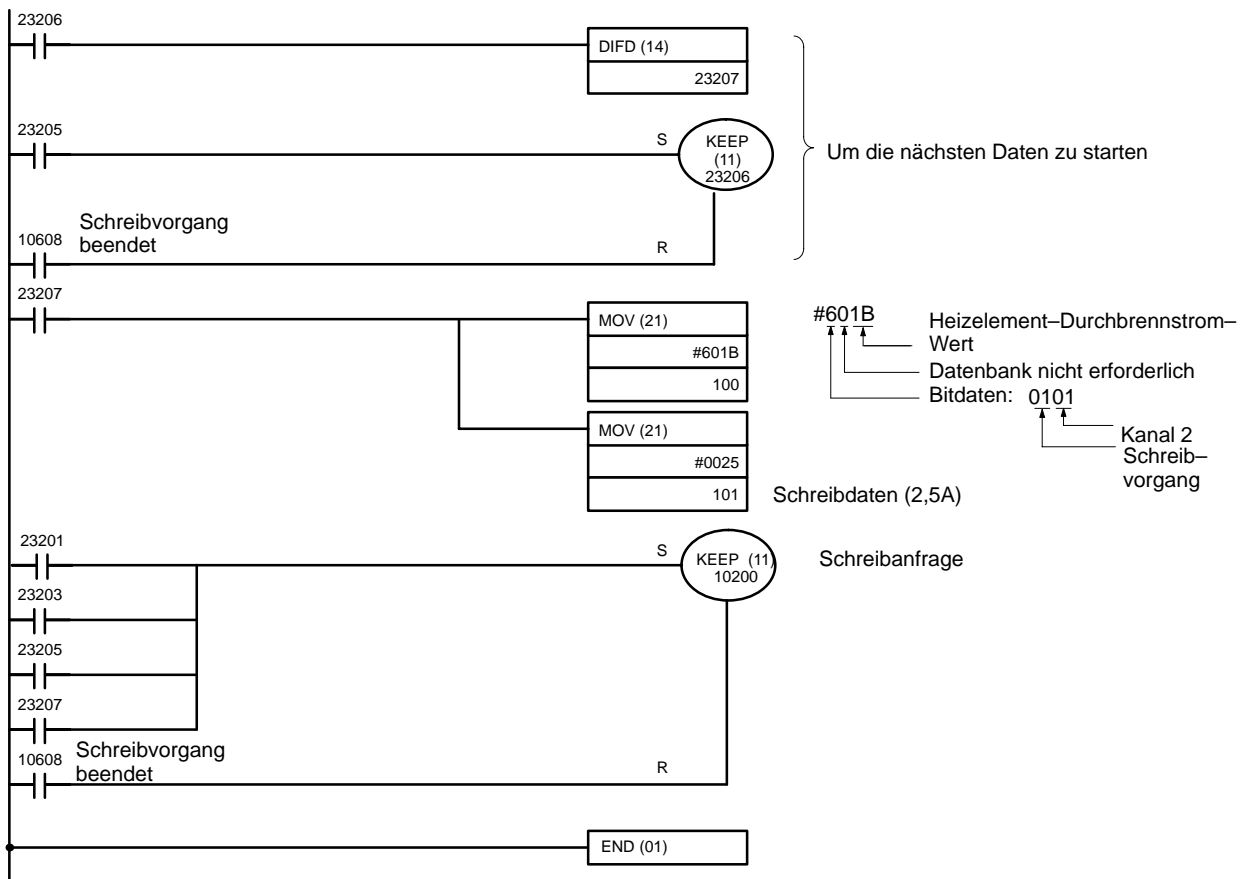 23206
DIFD (14)
23207
23205
S
KEEP
(11)
23206
Um die nächsten Daten zu starten
Schreibvorgang
beendet
10608
R
23207
MOV (21)
#601B
100
#601B
Heizelement–Durchbrennstrom–
Wert
Datenbank nicht erforderlich
Bitdaten: 0101
Kanal 2
Schreib–
vorgang
MOV (21)
#0025
101
Schreibdaten (2,5A)
23201
S
KEEP (11)
10200
Schreibanfrage
23203
23205
23207
Schreibvorgang
beendet
10608
R
END (01)